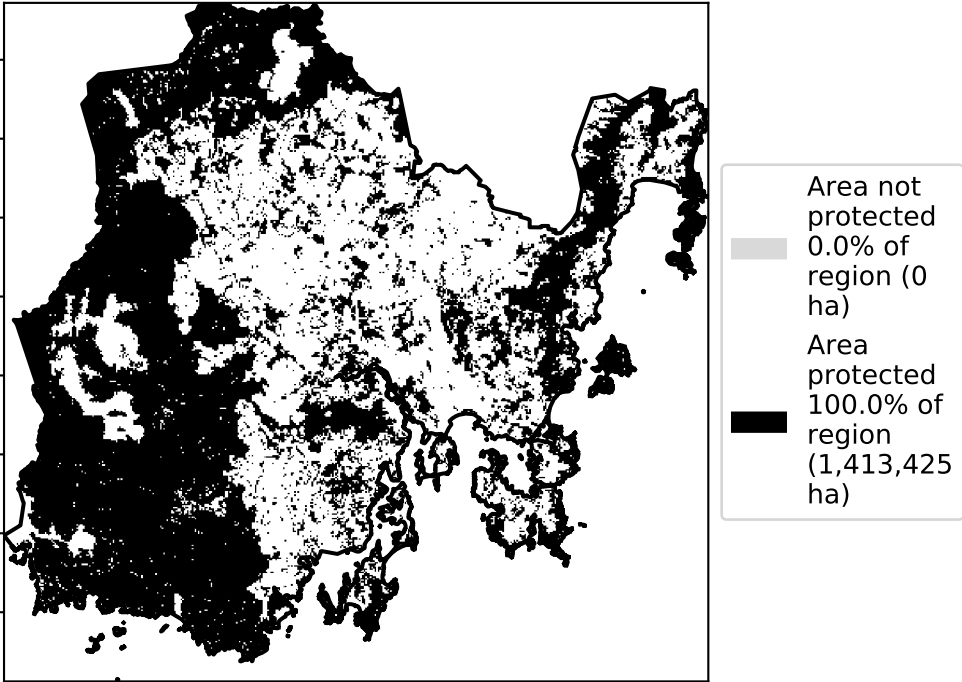 Area not
protected
0.0% of
region (0
ha)
Area
protected
100.0% of
region
(1,413,425
ha)